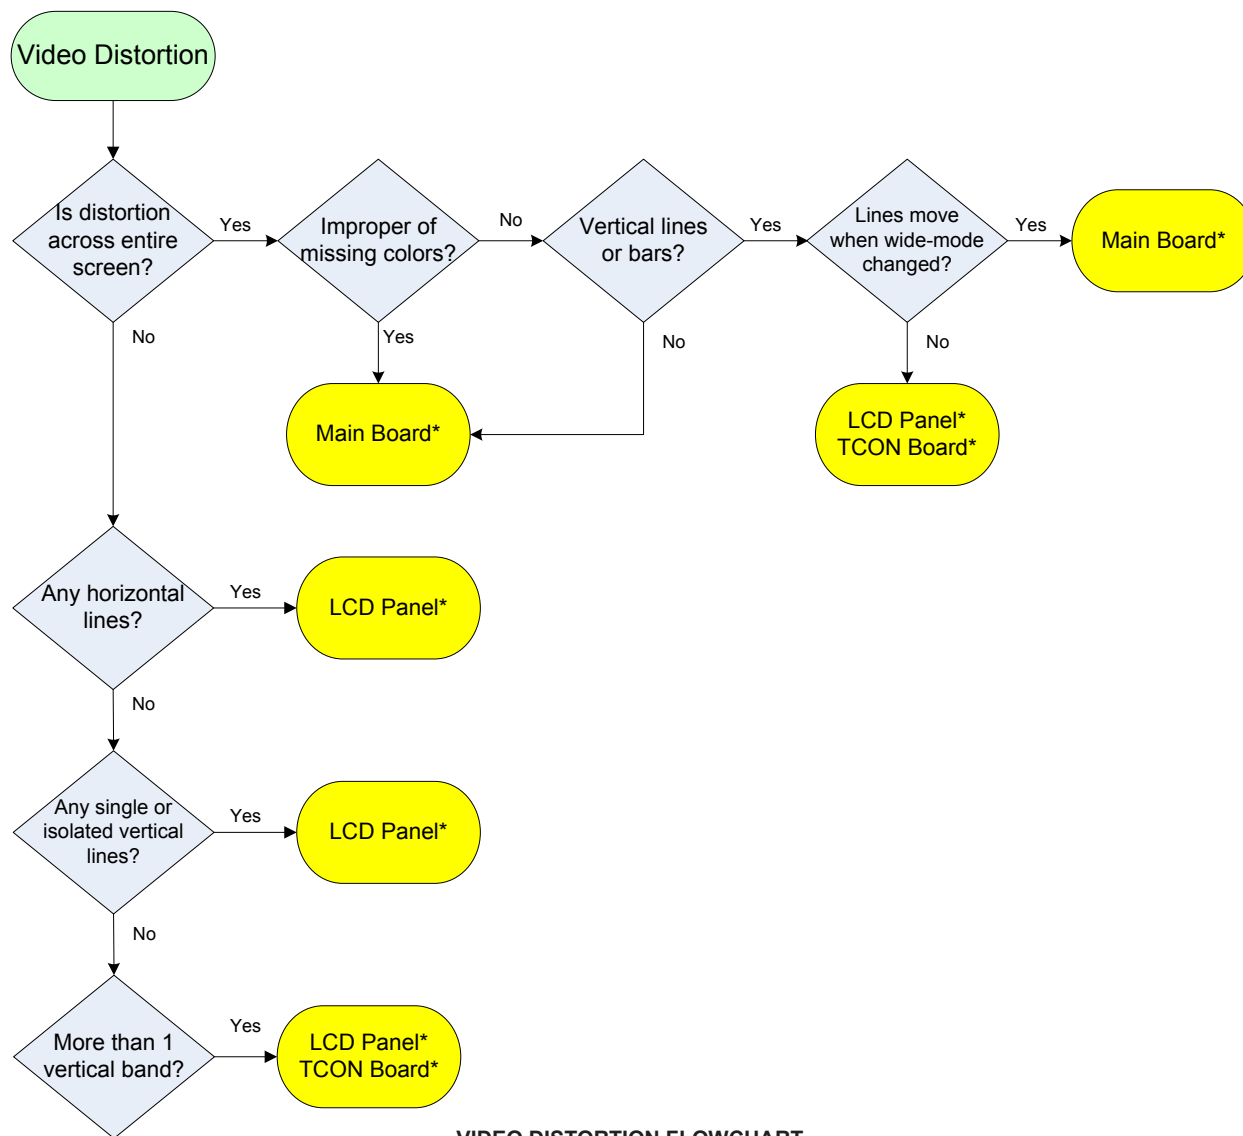 Video Distortion
Is distortion
across entire
screen?
Yes
Improper of
missing colors?
No
Vertical lines
or bars?
Yes
Lines move
when wide-mode
changed?
Yes
Main Board*
No
Yes
No
No
Main Board*
LCD Panel*
TCON Board*
Any horizontal
lines?
Yes
LCD Panel*
No
Any single or
isolated vertical
lines?
Yes
LCD Panel*
No
More than 1
vertical band?
Yes
LCD Panel*
TCON Board*
VIDEO DISTORTION FLOWCHART